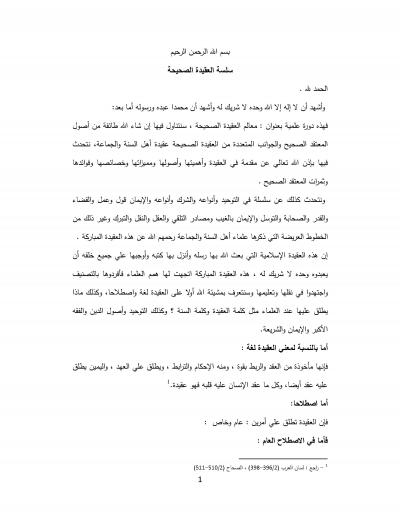 بسم الله الرحمن الرحيم
سلسة العقيدة الصحيحة
الحمد لله .
وأشهد أن لا إله إلا الله وحده لا شريك له وأشهد أن محمدا عبده ورسوله أما بعد:
فهذه دورة علمية بعنوان : معالم العقيدة الصحيحة ، سنتناول فيها إن شاء الله طائفة من أصول
المعتقد الصحيح والجوانب المتعددة من العقيدة الصحيحة عقيدة أهل السنة والجماعة، نتحدث
فيها بإذن الله تعالي عن مقدمة في العقيدة وأهميتها وأصولها ومميزاتها وخصائصها وفوائدها
وثمرات المعتقد الصحيح .
ونتحدث كذلك عن سلسلة في التوحيد وأنواعه والشرك وأنواعه والإيمان قول وعمل والقضاء
والقدر والصحابة والتوسل والإيمان بالغيب ومصادر التلقي والعقل والنقل والتبرك وغير ذلك من
الخطوط العريضة التي ذكرها علماء أهل السنة والجماعة رحمهم الله عن هذه العقيدة المباركة .
إن هذه العقيدة الإسلامية التي بعث الله بها رسله وأنزل بها كتبه وأوجبها علي جميع خلقه أن
يعبدوه وحده لا شريك له ، هذه العقيدة المباركة اتجهت لها همم العلماء فأفردوها بالتصنيف
واجتهدوا في نقلها وتعليمها وسنتعرف بمشيئة الله أولا على العقيدة لغة واصطلاحا، وكذلك ماذا
يطلق عليها عند العلماء مثل كلمة العقيدة وكلمة السنة ؟ وكذلك التوحيد وأصول الدين والفقه
الأكبر والإيمان والشريعة.
أما بالنسبة لمعني العقيدة لغة :
فإنها مأخوذة من العقد والربط بقوة ، ومنه الإحكام والترابط ، ويطلق علي العهد ، واليمين يطلق
عليه عقد أيضا، وكل ما عقد الإنسان عليه قلبه فهو عقيدة.1
أما اصطلاحا:
فإن العقيدة تطلق علي أمرين : عام وخاص :
فأما في الاصطلاح العام :
1 – راجع : لسان العرب (2/396-398) ، الصحاح (2/510-511)
1